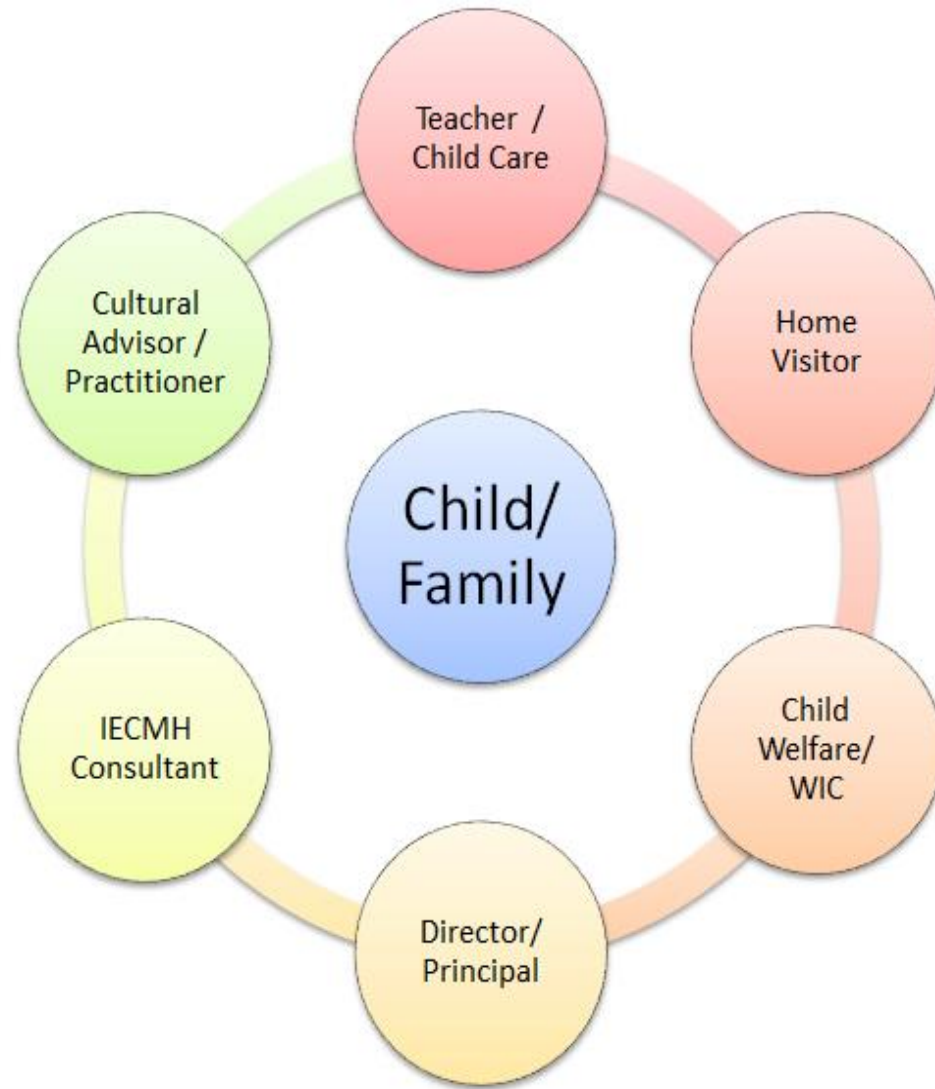 Teacher /
Child Care
Home
Visitor
Child
Welfare/
WIC
Director/
Principal
IECMH
Consultant
Cultural
Advisor /
Practitioner
Child/
Family